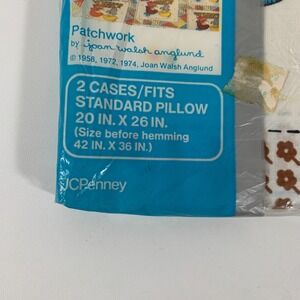 Patchwork
by joan walsh anglund
© 1958, 1972, 1974, Joan Walsh Anglund
2 CASES/FITS
STANDARD PILLOW
20 IN. X 26 IN.
(Size before hemming
42 IN. X 36 IN.)
JCPenney